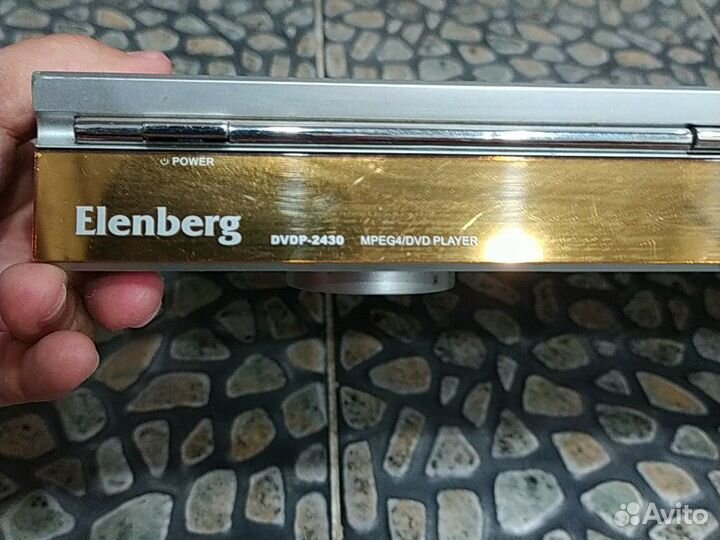 ⏻ POWER
Elenberg DVDP-2430 MPEG4/DVD PLAYER
Avito